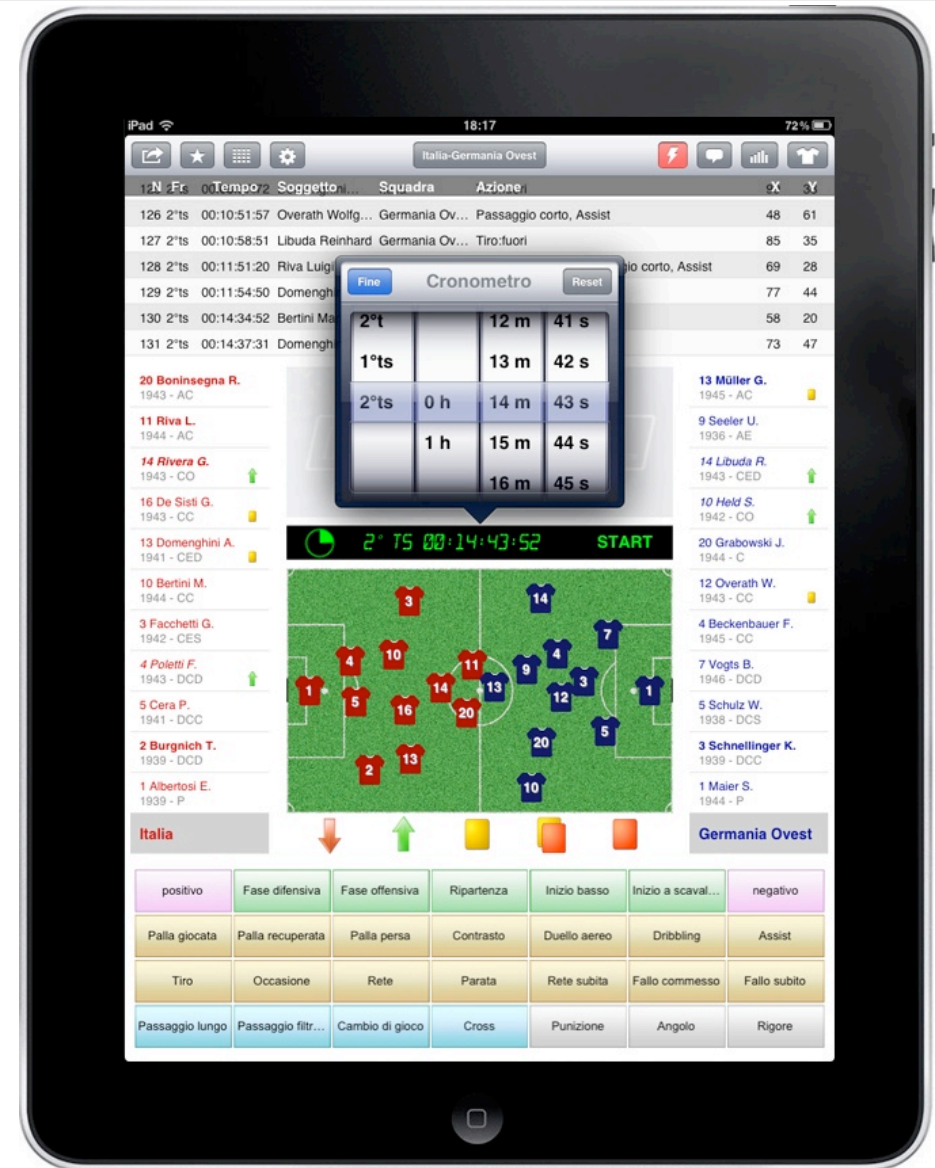 iPad 18:17 72%
Italia-Germania Ovest
N Fr Tempo Soggetto Squadra Azione X Y
126 2°ts 00:10:51:57 Overath Wolfg... Germania Ov... Passaggio corto, Assist 48 61
127 2°ts 00:10:58:51 Libuda Reinhard Germania Ov... Tiro:fuori 85 35
128 2°ts 00:11:51:20 Riva Luigi corto, Assist 69 28
129 2°ts 00:11:54:50 77 44
130 2°ts 00:14:34:52 Bertini 58 20
131 2°ts 00:14:37:31 73 47
Fine Cronometro Reset
2°t 12 m 41 s
1°ts 13 m 42 s
2°ts 0 h 14 m 43 s
1 h 15 m 44 s
16 m 45 s
20 Boninsegna R.
1943 - AC
11 Riva L.
1944 - AC
14 Rivera G.
1943 - CO
16 De Sisti G.
1943 - CC
13 Domenghini A.
1941 - CED
10 Bertini M.
1944 - CC
3 Facchetti G.
1942 - CES
4 Poletti F.
1943 - DCD
5 Cera P.
1941 - DCC
2 Burgnich T.
1939 - DCD
1 Albertosi E.
1939 - P
Italia
2° TS 00:14:43:52 START
3
14
7
4
10
11
9
4
1
5
14
13
12
3
1
16
20
5
2
13
20
10
13 Müller G.
1945 - AC
9 Seeler U.
1936 - AE
14 Libuda R.
1943 - CED
10 Held S.
1942 - CO
20 Grabowski J.
1944 - C
12 Overath W.
1943 - CC
4 Beckenbauer F.
1945 - CC
7 Vogts B.
1946 - DCD
5 Schulz W.
1938 - DCS
3 Schnellinger K.
1939 - DCC
1 Maier S.
1944 - P
Germania Ovest
positivo Fase difensiva Fase offensiva Ripartenza Inizio basso Inizio a scaval... negativo
Palla giocata Palla recuperata Palla persa Contrasto Duello aereo Dribbling Assist
Tiro Occasione Rete Parata Rete subita Fallo commesso Fallo subito
Passaggio lungo Passaggio filtr... Cambio di gioco Cross Punizione Angolo Rigore